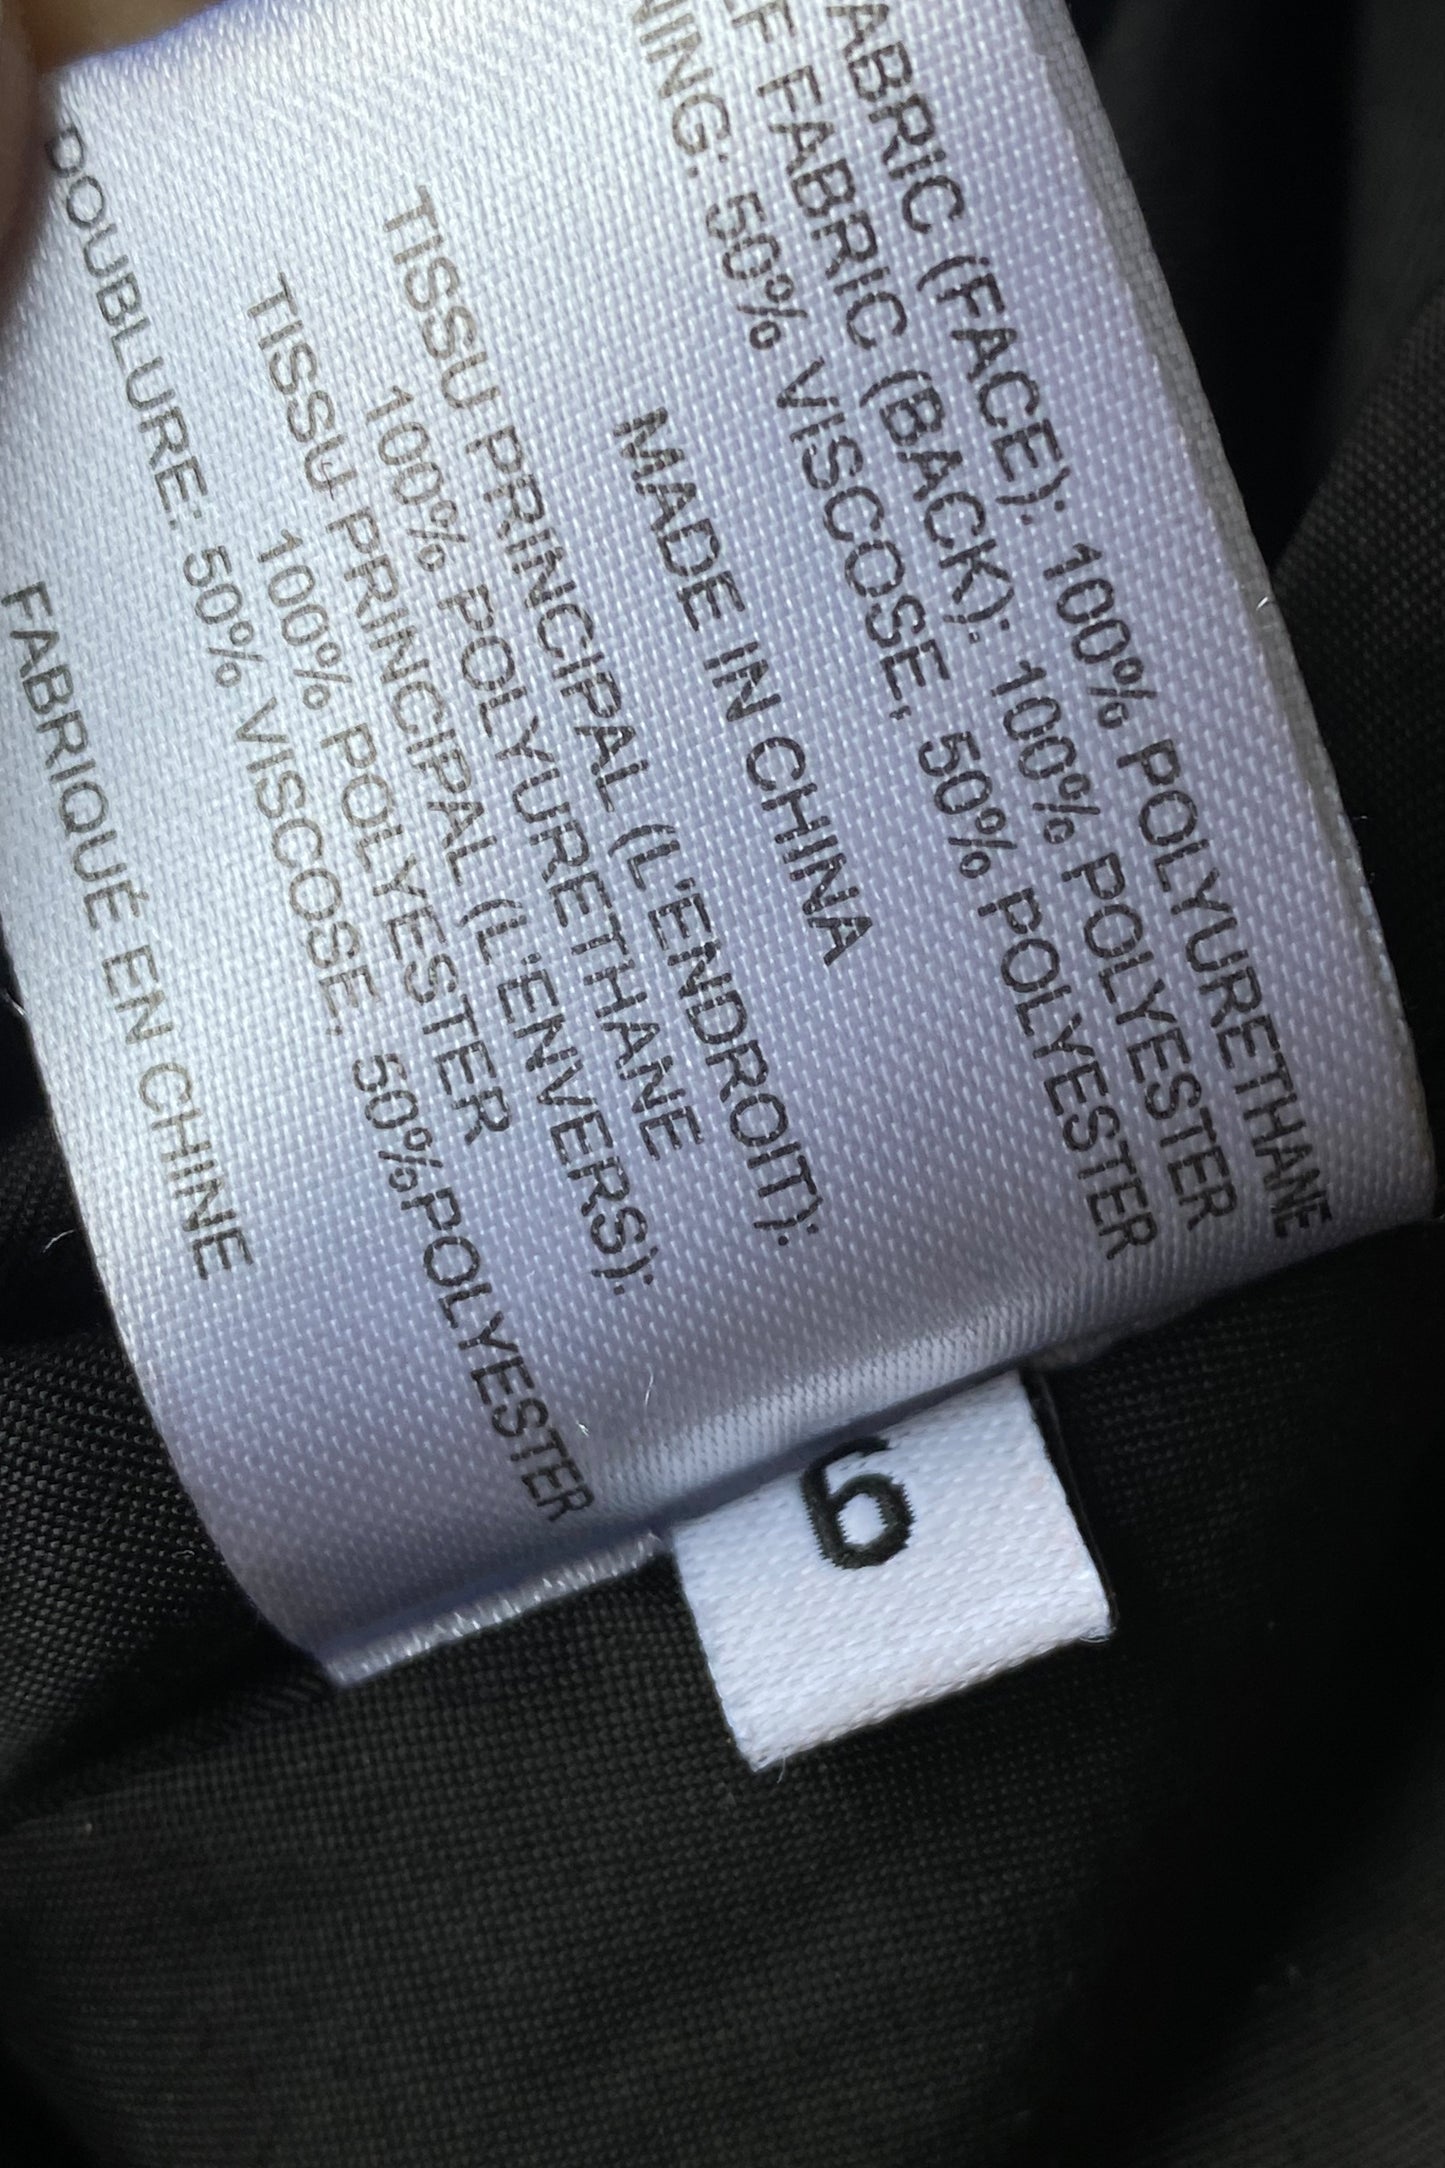 FABRIC (FACE): 100% POLYURETHANE
F FABRIC (BACK): 100% POLYESTER
NING: 50% VISCOSE, 50% POLYESTER
MADE IN CHINA
TISSU PRINCIPAL (L'ENDROIT):
100% POLYURETHANE
TISSU PRINCIPAL (L'ENVERS):
100% POLYESTER
DOUBLURE: 50% VISCOSE, 50%POLYESTER
FABRIQUÉ EN CHINE
6